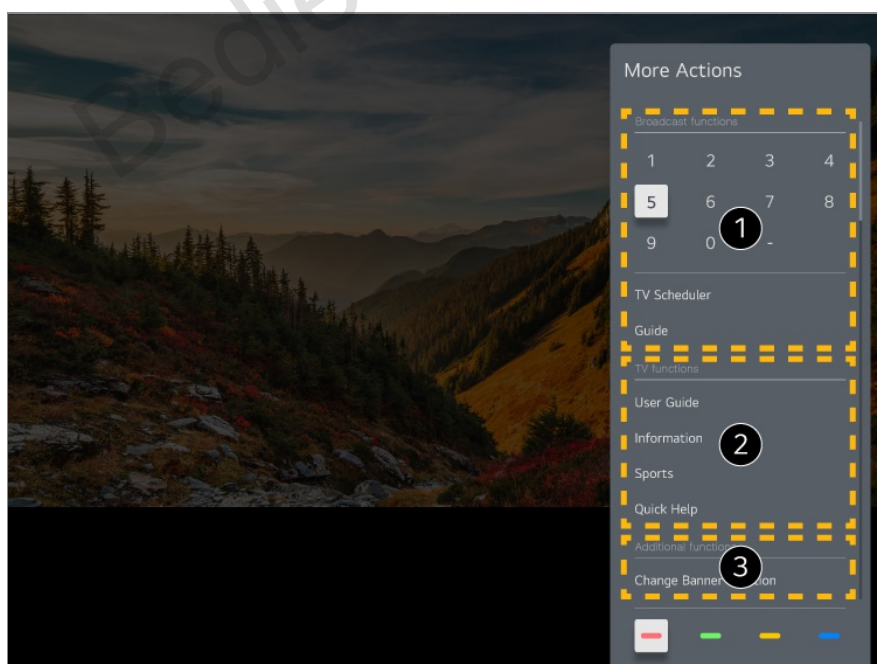 Bedie
More Actions
Broadcast functions
1 2 3 4
5 6 7 8
9 0 -
1
TV Scheduler
Guide
TV functions
User Guide
Information
2
Sports
Quick Help
Additional functions
3
Change Banner